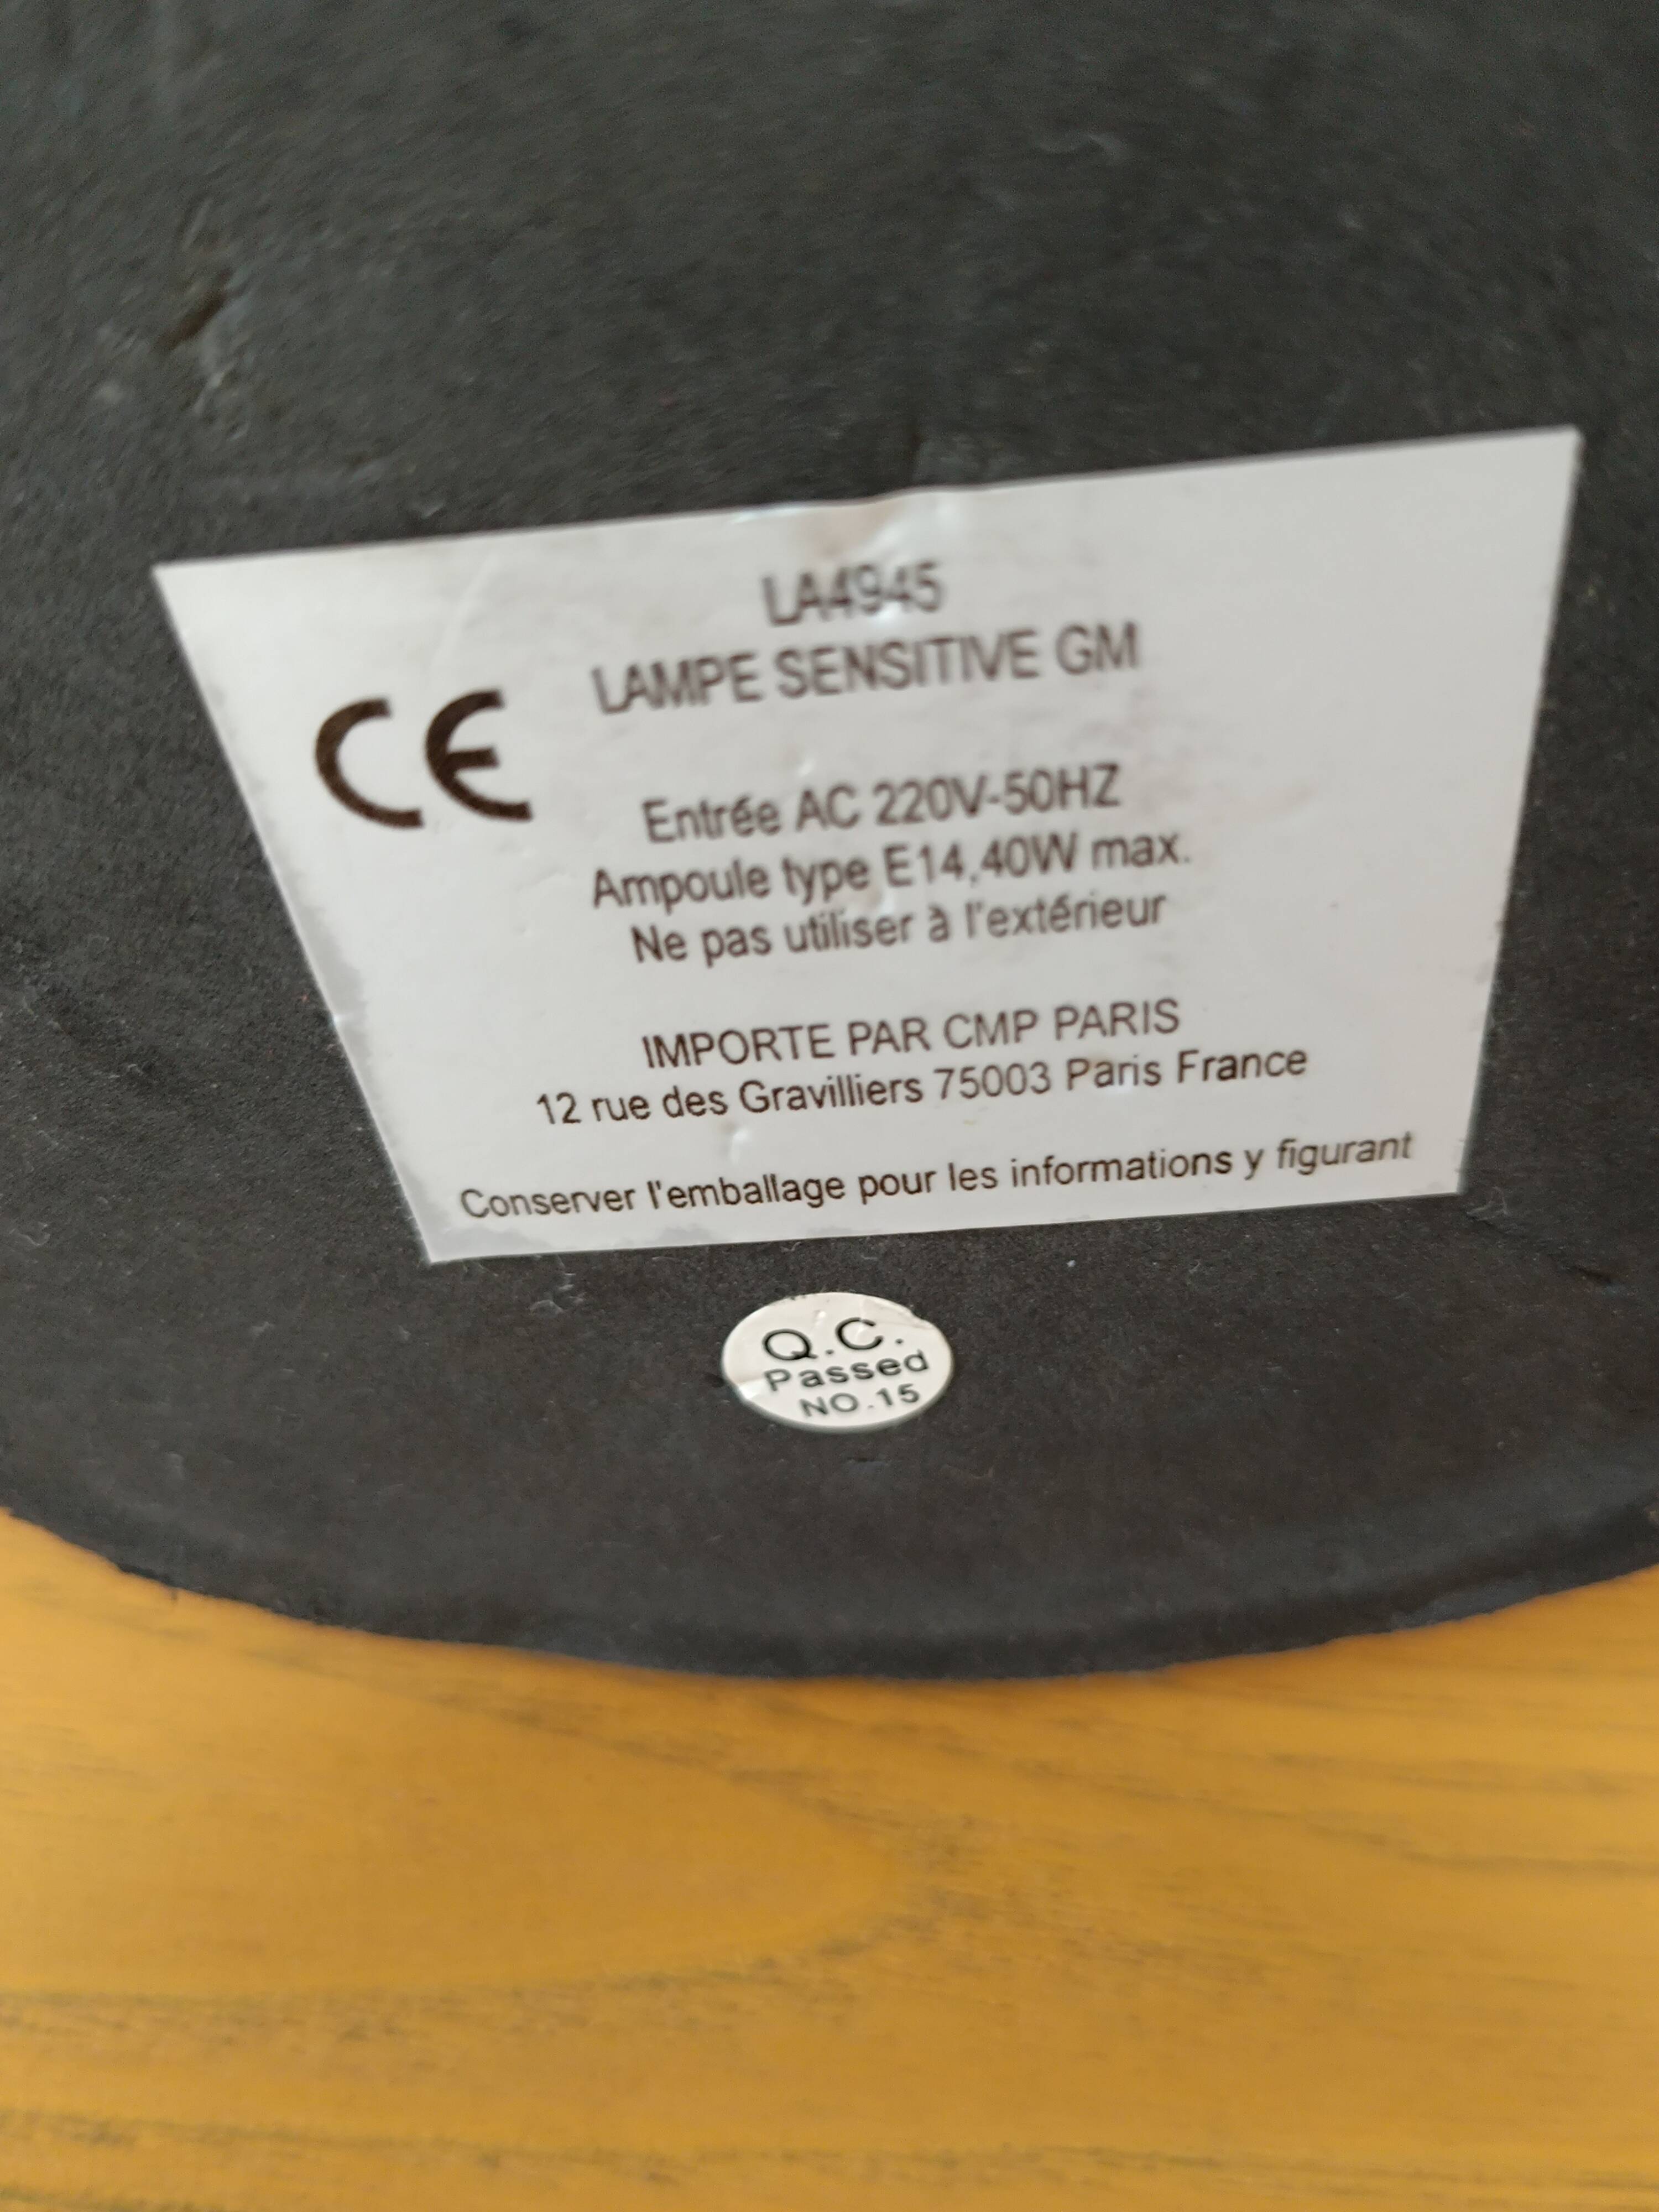 LA4945
LAMPE SENSITIVE GM
CE
Entrée AC 220V-50HZ
Ampoule type E14,40W max.
Ne pas utiliser à l'extérieur
IMPORTE PAR CMP PARIS
12 rue des Gravilliers 75003 Paris France
Conserver l'emballage pour les informations y figurant
Q.C.
Passed
NO.15